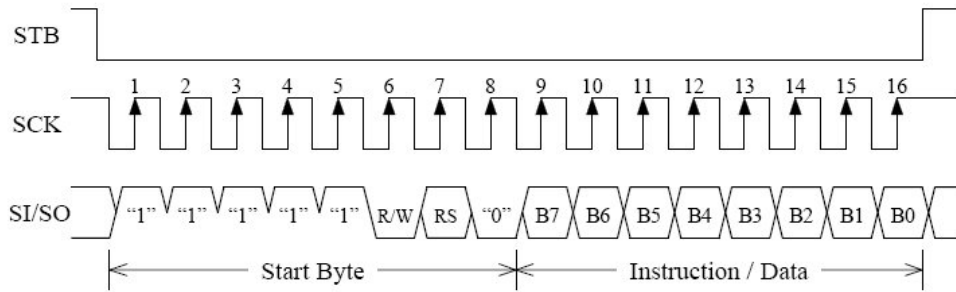 STB
1 2 3 4 5 6 7 8 9 10 11 12 13 14 15 16
SCK
SI/SO “1” “1” “1” “1” “1” R/W RS “0” B7 B6 B5 B4 B3 B2 B1 B0
Start Byte Instruction / Data